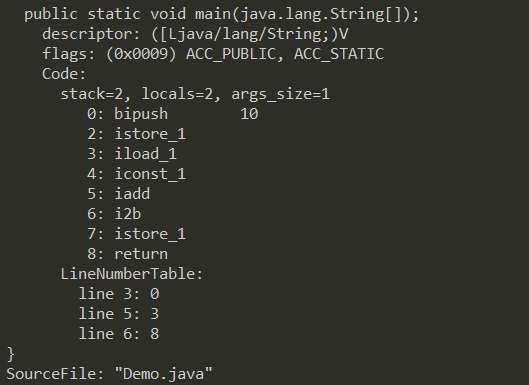 public static void main(java.lang.String[]);
descriptor: ([Ljava/lang/String;)V
flags: (0x0009) ACC_PUBLIC, ACC_STATIC
Code:
stack=2, locals=2, args_size=1
0: bipush 10
2: istore_1
3: iload_1
4: iconst_1
5: iadd
6: i2b
7: istore_1
8: return
LineNumberTable:
line 3: 0
line 5: 3
line 6: 8
}
SourceFile: "Demo.java"